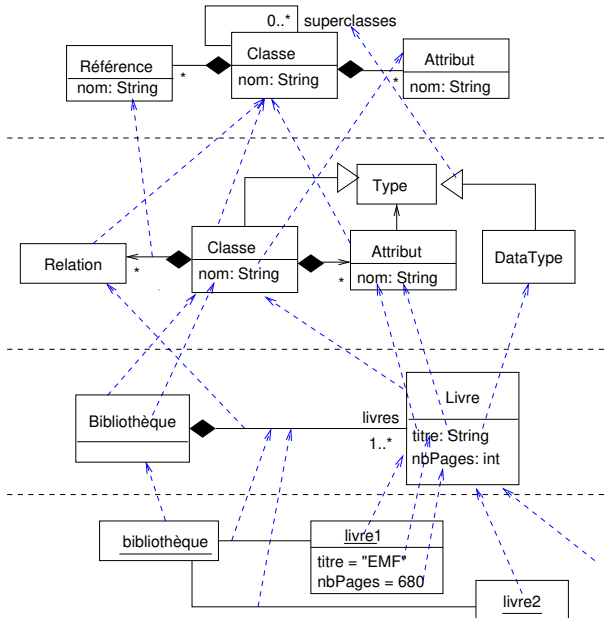 0..* superclasses
Référence
nom: String
*
Classe
nom: String
*
Attribut
nom: String
Type
Relation
*
Classe
nom: String
*
Attribut
nom: String
DataType
Bibliothèque
livres
1..*
Livre
titre: String
nbPages: int
bibliothèque
livre1
titre = "EMF"
nbPages = 680
livre2